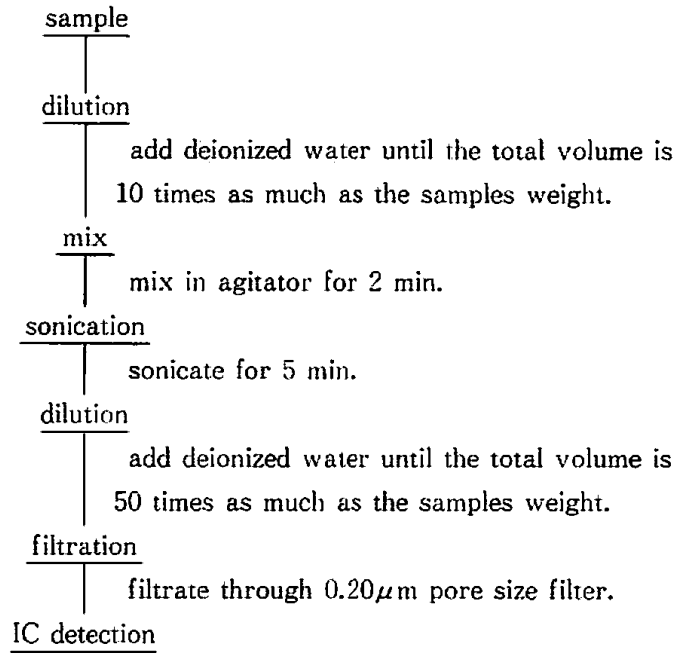 sample
dilution
add deionized water until the total volume is
10 times as much as the samples weight.
mix
mix in agitator for 2 min.
sonication
sonicate for 5 min.
dilution
add deionized water until the total volume is
50 times as much as the samples weight.
filtration
filtrate through 0.20μm pore size filter.
IC detection